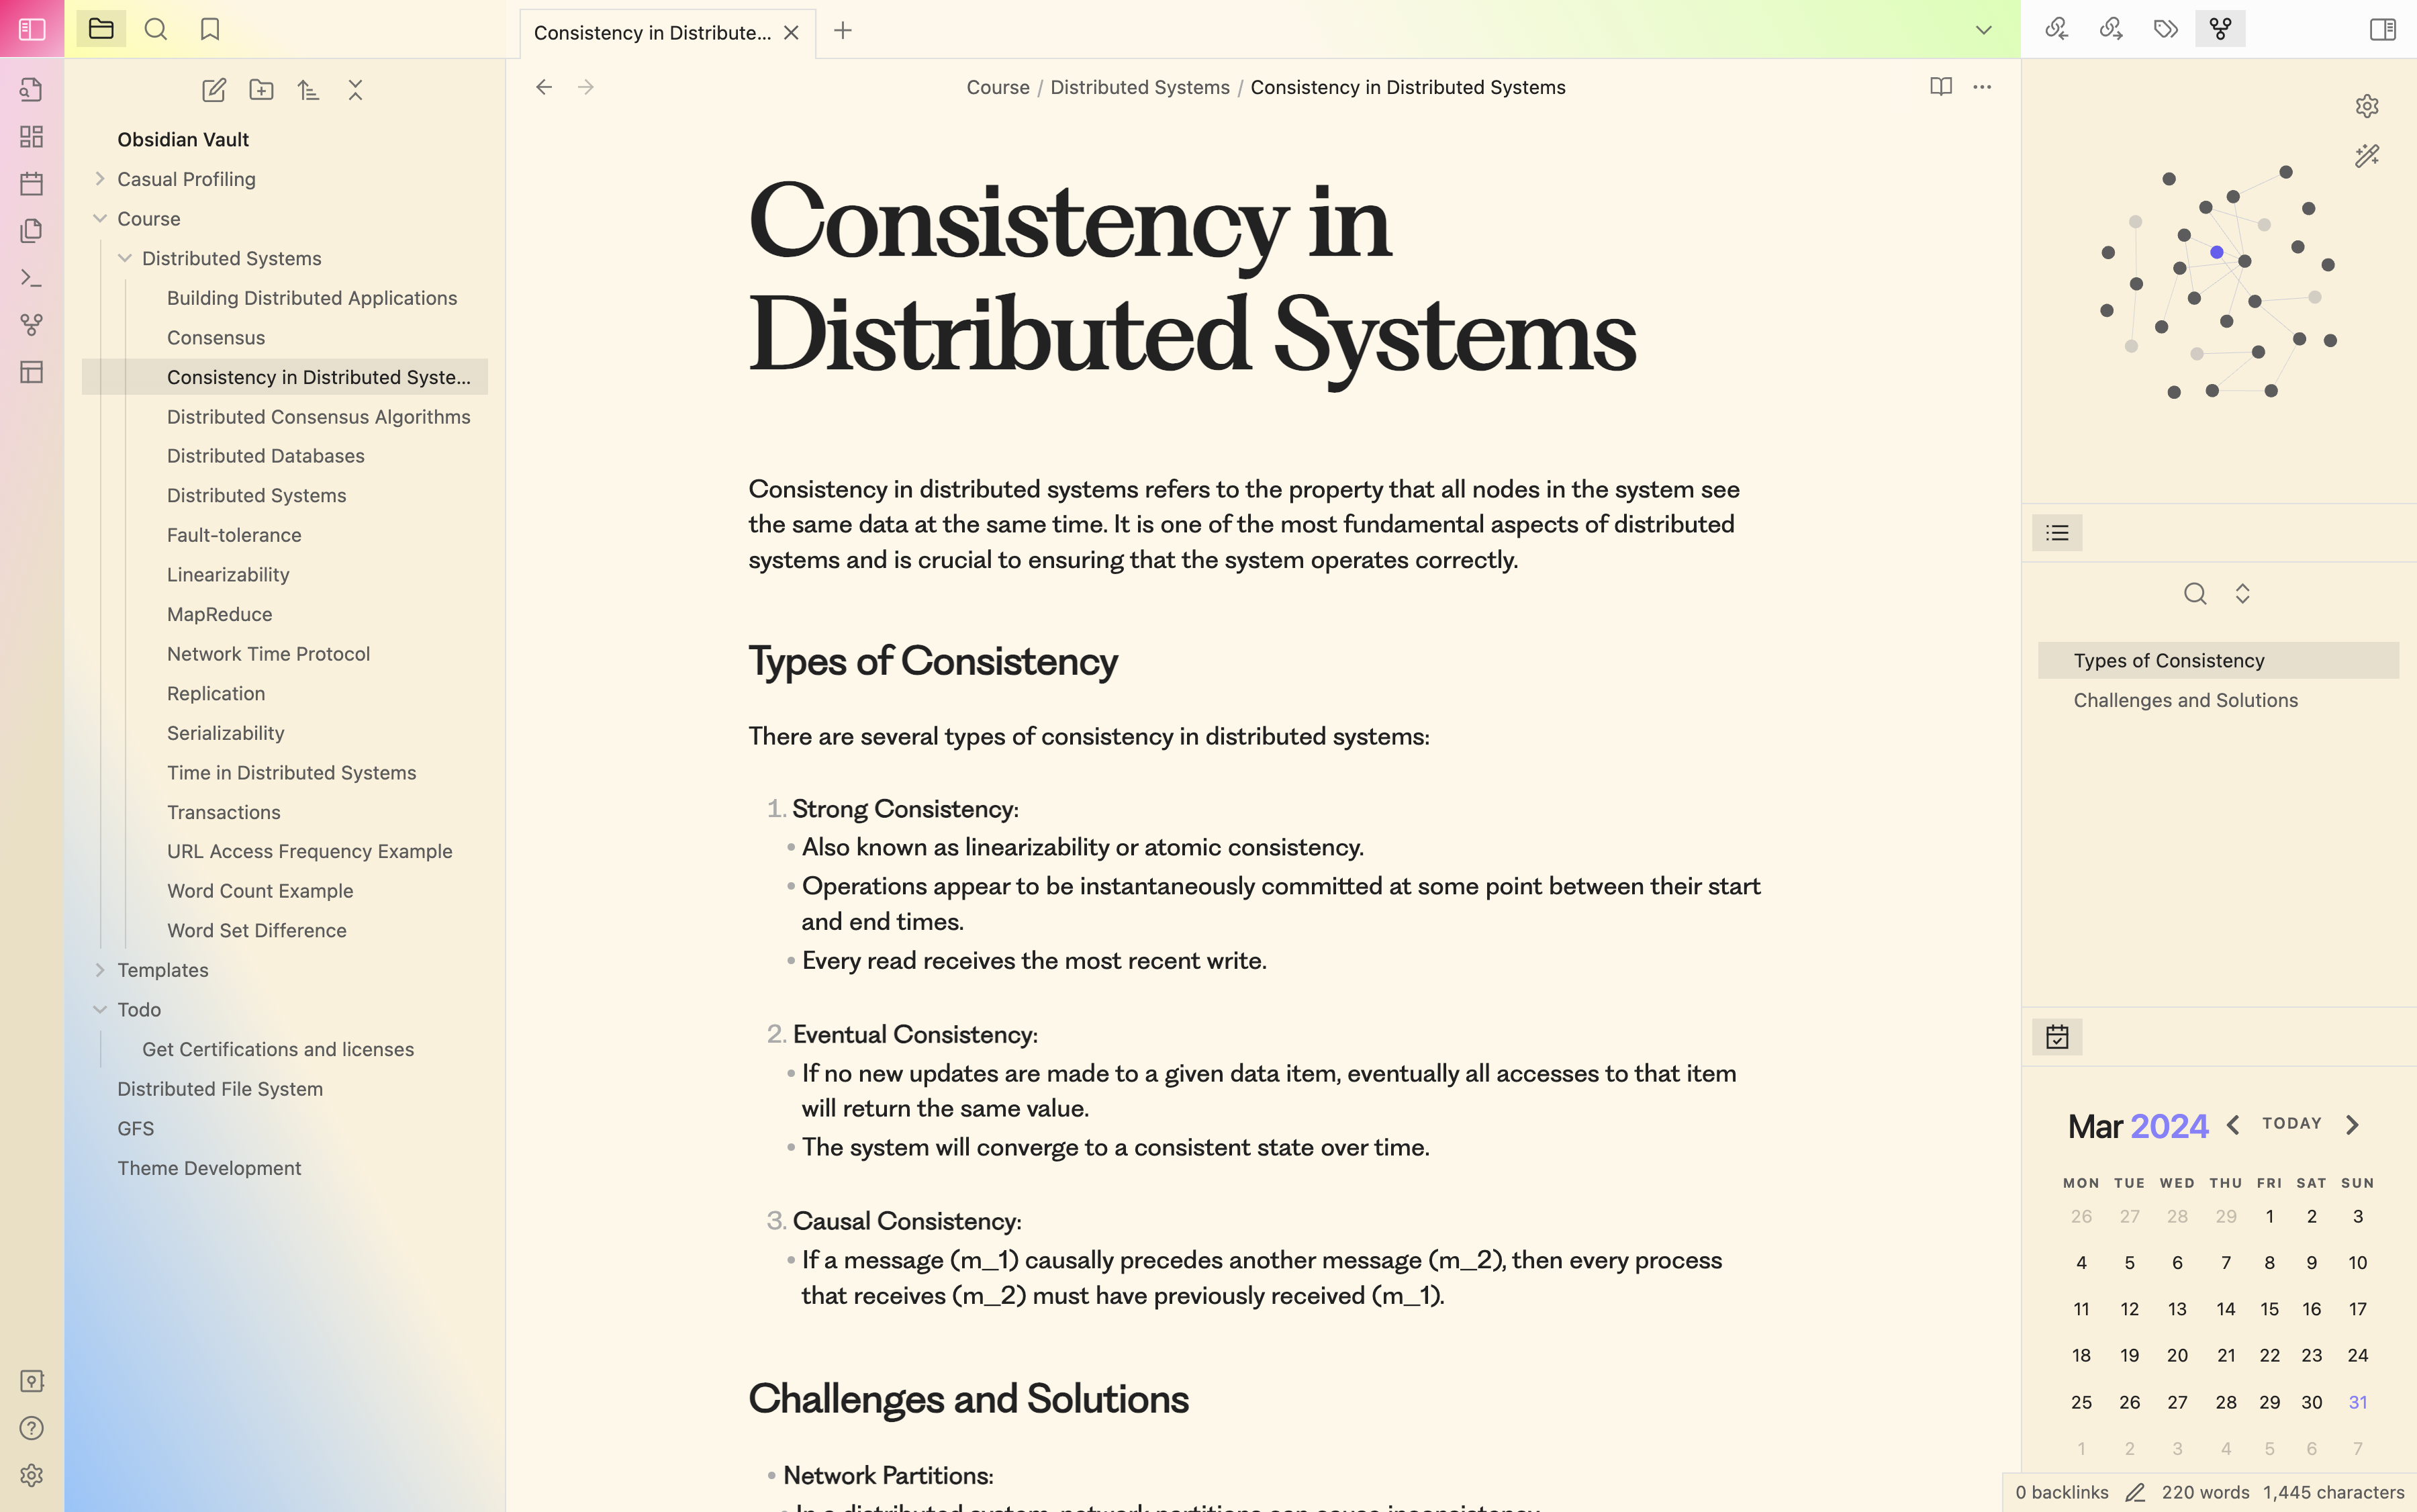 Consistency in Distribute...
Obsidian Vault
Casual Profiling
Course
Distributed Systems
Building Distributed Applications
Consensus
Consistency in Distributed Syste...
Distributed Consensus Algorithms
Distributed Databases
Distributed Systems
Fault-tolerance
Linearizability
MapReduce
Network Time Protocol
Replication
Serializability
Time in Distributed Systems
Transactions
URL Access Frequency Example
Word Count Example
Word Set Difference
Templates
Todo
Get Certifications and licenses
Distributed File System
GFS
Theme Development
Course / Distributed Systems / Consistency in Distributed Systems
Consistency in
Distributed Systems
Consistency in distributed systems refers to the property that all nodes in the system see
the same data at the same time. It is one of the most fundamental aspects of distributed
systems and is crucial to ensuring that the system operates correctly.
Types of Consistency
There are several types of consistency in distributed systems:
1. Strong Consistency:
• Also known as linearizability or atomic consistency.
• Operations appear to be instantaneously committed at some point between their start
and end times.
• Every read receives the most recent write.
2. Eventual Consistency:
• If no new updates are made to a given data item, eventually all accesses to that item
will return the same value.
• The system will converge to a consistent state over time.
3. Causal Consistency:
• If a message (m_1) causally precedes another message (m_2), then every process
that receives (m_2) must have previously received (m_1).
Challenges and Solutions
• Network Partitions:
In a distributed system, network partitions can cause inconsistency.
Types of Consistency
Challenges and Solutions
Mar 2024 TODAY
MON TUE WED THU FRI SAT SUN
26 27 28 29 1 2 3
4 5 6 7 8 9 10
11 12 13 14 15 16 17
18 19 20 21 22 23 24
25 26 27 28 29 30 31
1 2 3 4 5 6 7
0 backlinks 220 words 1,445 characters